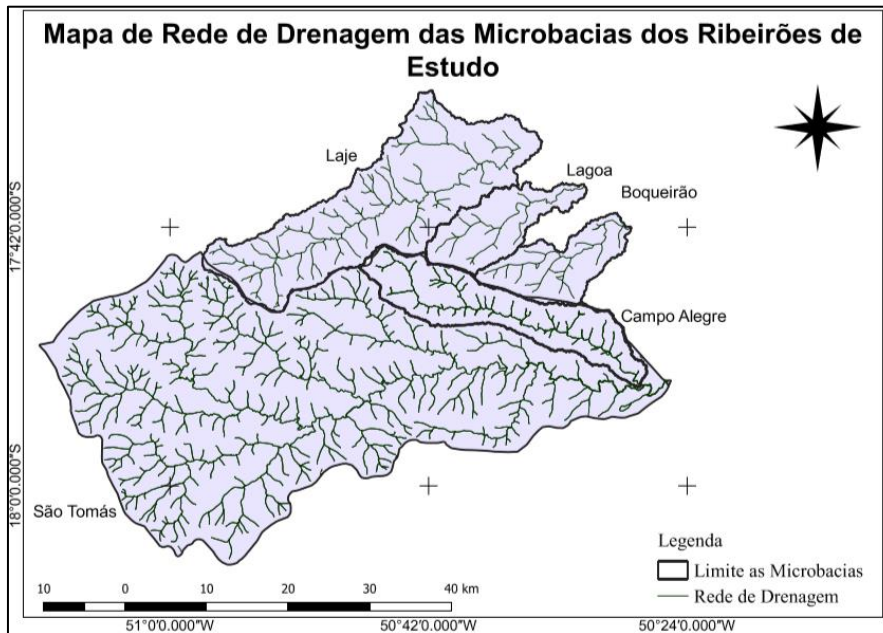 Mapa de Rede de Drenagem das Microbacias dos Ribeirões de
Estudo
Laje
Lagoa
Boqueirão
17°42'0.000"S
Campo Alegre
18°0'0.000"S
São Tomás
Legenda
Limite as Microbacias
Rede de Drenagem
10 0 10 20 30 40 km
51°0'0.000"W 50°42'0.000"W 50°24'0.000"W